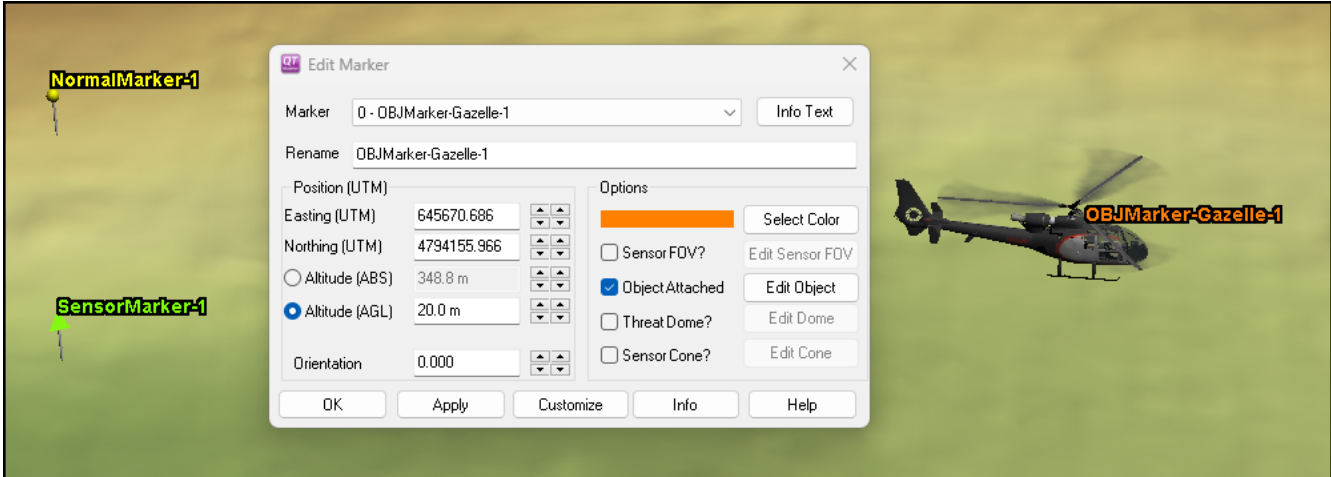 NormalMarker-1
SensorMarker-1
QT Edit Marker
Marker 0 - OBJMarker-Gazelle-1 Info Text
Rename OBJMarker-Gazelle-1
Position (UTM)
Easting (UTM) 645670.686
Northing (UTM) 4794155.966
Altitude (ABS) 348.8 m
Altitude (AGL) 20.0 m
Orientation 0.000
Options
Select Color
Sensor FOV? Edit Sensor FOV
Object Attached Edit Object
Threat Dome? Edit Dome
Sensor Cone? Edit Cone
OK Apply Customize Info Help
OBJMarker-Gazelle-1